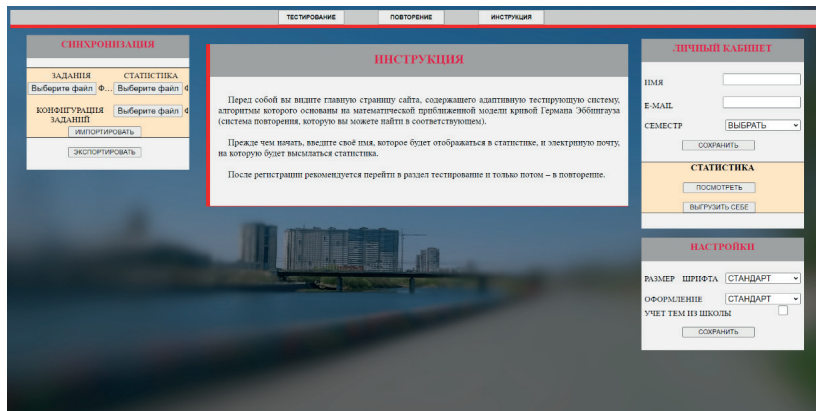 ТЕСТИРОВАНИЕ ПОВТОРЕНИЕ ИНСТРУКЦИЯ
СИНХРОНИЗАЦИЯ
ЗАДАНИЯ СТАТИСТИКА
Выберите файл Ф... Выберите файл
КОНФИГУРАЦИЯ ЗАДАНИЙ Выберите файл
ИМПОРТИРОВАТЬ
ЭКСПОРТИРОВАТЬ
ИНСТРУКЦИЯ
Перед собой вы видите главную страницу сайта, содержащего адаптивную тестирующую систему,
алгоритмы которого основаны на математической приближенной модели кривой Германа Эббингауза
(система повторения, которую вы можете найти в соответствующем).
Прежде чем начать, введите своё имя, которое будет отображаться в статистике, и электрнную почту,
на которую будет высылаться статистика.
После регистрации рекомендуется перейти в раздел тестирование и только потом – в повторение.
ЛИЧНЫЙ КАБИНЕТ
ИМЯ
E-MAIL
СЕМЕСТР ВЫБРАТЬ
СОХРАНИТЬ
СТАТИСТИКА
ПОСМОТРЕТЬ
ВЫГРУЗИТЬ СЕБЕ
НАСТРОЙКИ
РАЗМЕР ШРИФТА СТАНДАРТ
ОФОРМЛЕНИЕ СТАНДАРТ
УЧЕТ ТЕМ ИЗ ШКОЛЫ
СОХРАНИТЬ